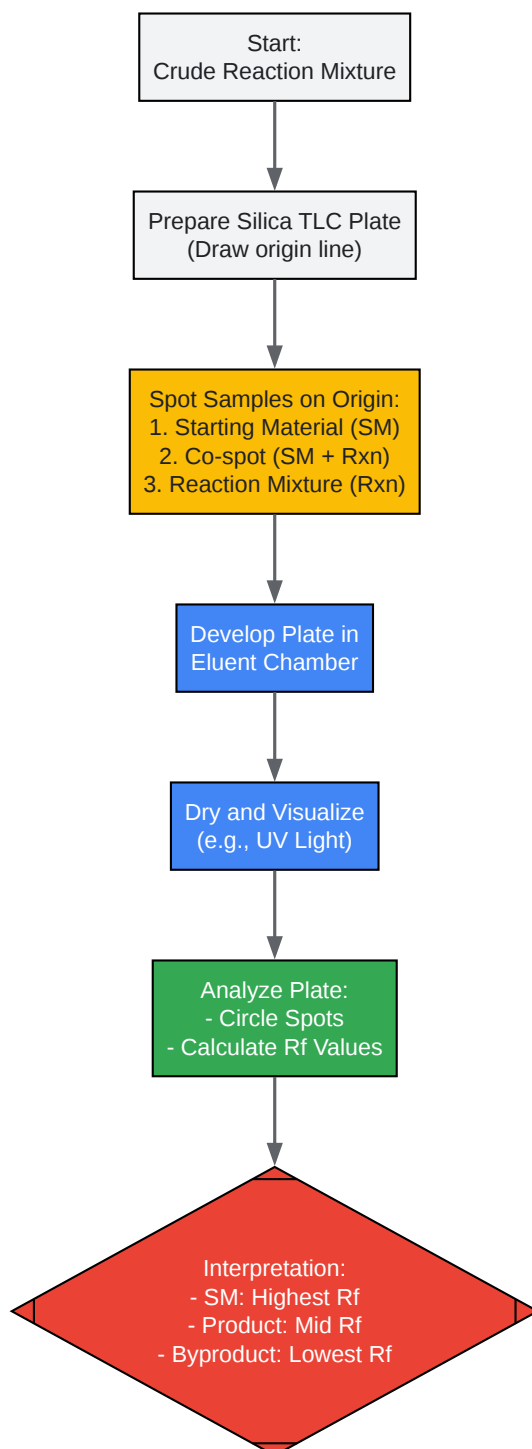 Start:
Crude Reaction Mixture
Prepare Silica TLC Plate
(Draw origin line)
Spot Samples on Origin:
1. Starting Material (SM)
2. Co-spot (SM + Rxn)
3. Reaction Mixture (Rxn)
Develop Plate in
Eluent Chamber
Dry and Visualize
(e.g., UV Light)
Analyze Plate:
- Circle Spots
- Calculate Rf Values
Interpretation:
- SM: Highest Rf
- Product: Mid Rf
- Byproduct: Lowest Rf